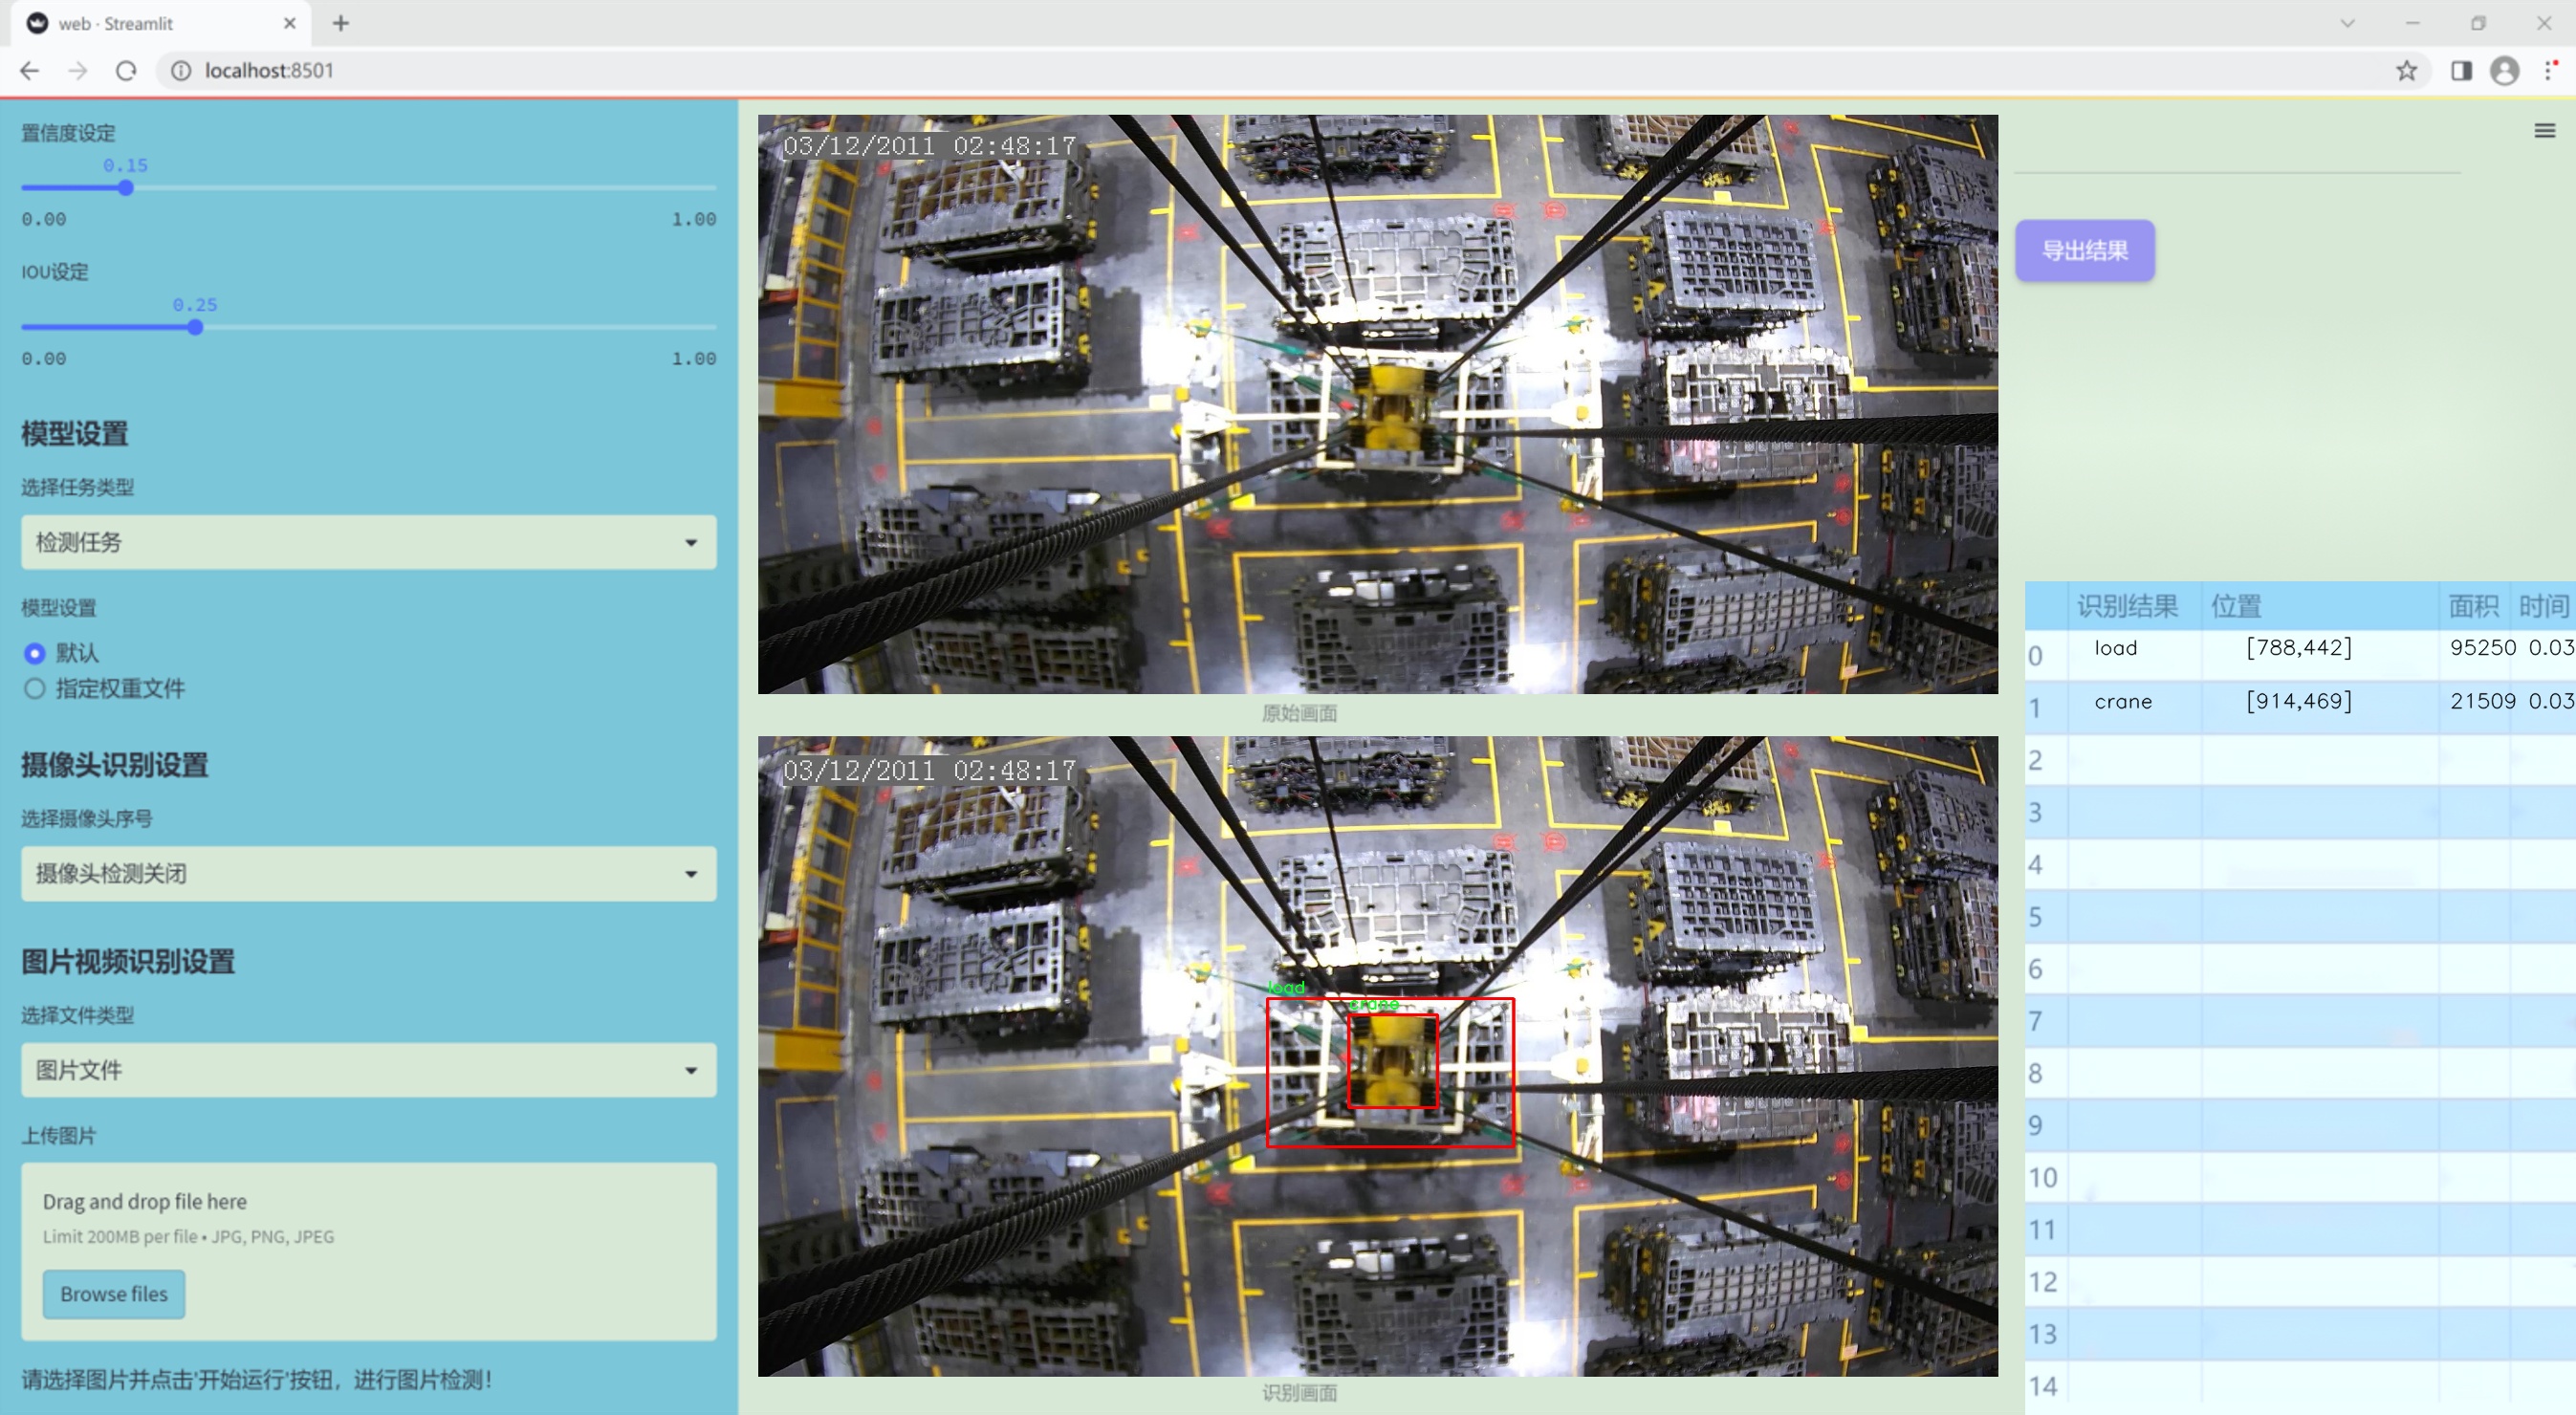 web · Streamlit
localhost:8501
置信度设定
0.15
0.00 1.00
IOU设定
0.25
0.00 1.00
模型设置
选择任务类型
检测任务
模型设置
默认
指定权重文件
摄像头识别设置
选择摄像头序号
摄像头检测关闭
图片视频识别设置
选择文件类型
图片文件
上传图片
Drag and drop file here
Limit 200MB per file • JPG, PNG, JPEG
Browse files
请选择图片并点击'开始运行'按钮，进行图片检测！
03/12/2011 02:48:17
原始画面
03/12/2011 02:48:17
load
crane
识别画面
导出结果
识别结果 位置 面积 时间
0 load [788,442] 95250 0.03
1 crane [914,469] 21509 0.03
2
3
4
5
6
7
8
9
10
11
12
13
14